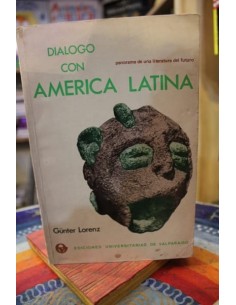 DIALOGO
CON
panorama de una literatura del futuro
AMERICA LATINA
Günter Lorenz
EDICIONES UNIVERSITARIAS DE VALPARAISO